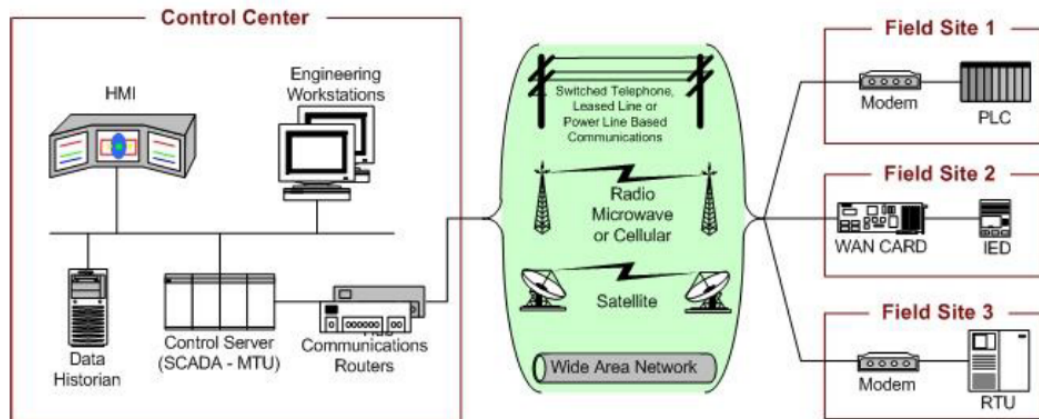 Control Center
HMI
Engineering
Workstations
Data
Historian
Control Server
(SCADA - MTU)
Communications
Routers
Switched Telephone,
Leased Line or
Power Line Based
Communications
Radio
Microwave
or Cellular
Satellite
Wide Area Network
Field Site 1
Modem
PLC
Field Site 2
WAN CARD
IED
Field Site 3
Modem
RTU